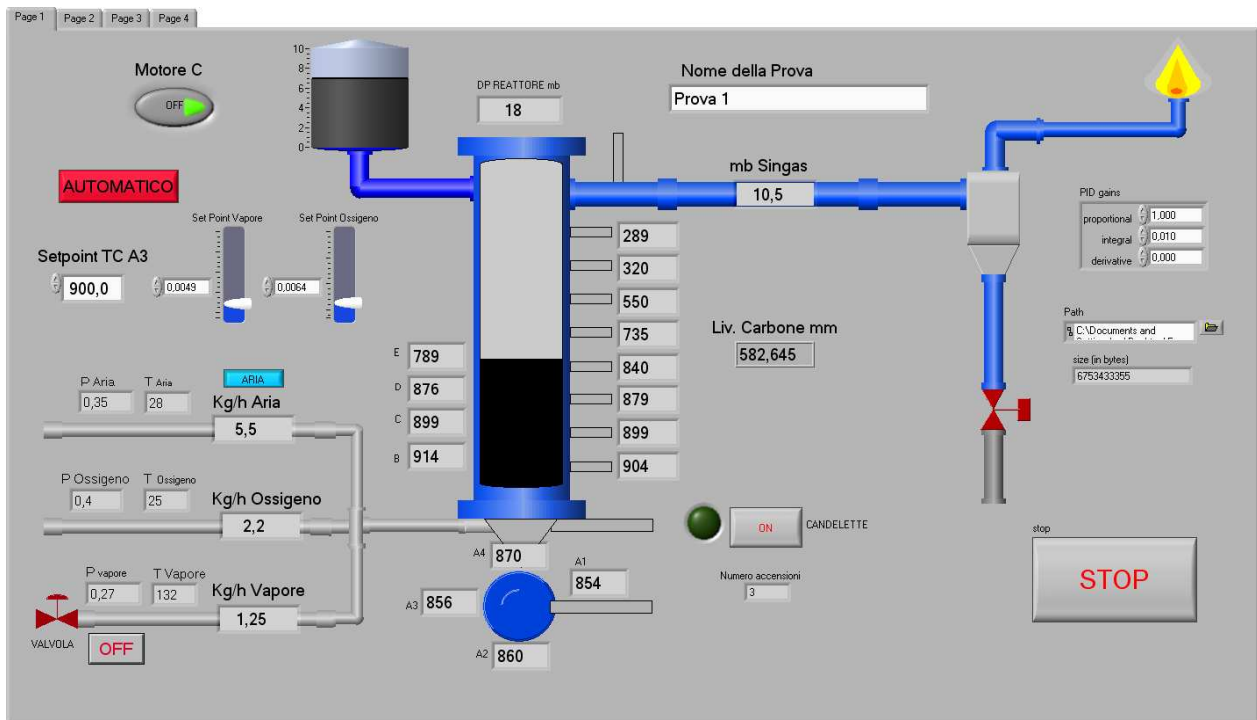 Page 1 Page 2 Page 3 Page 4
Motore C
OFF
10-
8-
6-
4-
2-
0-
DP REATTORE mb
18
Nome della Prova
Prova 1
AUTOMATICO
mb Singas
10,5
PID gains
proportional 1,000
integral 0,010
derivative 0,000
Set Point Vapore
Set Point Ossigeno
Setpoint TC A3
900,0
0,0049
0,0064
289
320
550
735
840
879
899
904
Liv. Carbone mm
582,645
Path
C:\Documents and
size (in bytes)
6753433355
E 789
D 876
C 899
B 914
P Aria T Aria
0,35 28
ARIA
Kg/h Aria
5,5
P Ossigeno T Ossigeno
0,4 25
Kg/h Ossigeno
2,2
P vapore T Vapore
0,27 132
Kg/h Vapore
1,25
VALVOLA
OFF
A4 870
A1
854
A3 856
A2 860
ON
CANDELETTE
Numero accensioni
3
stop
STOP